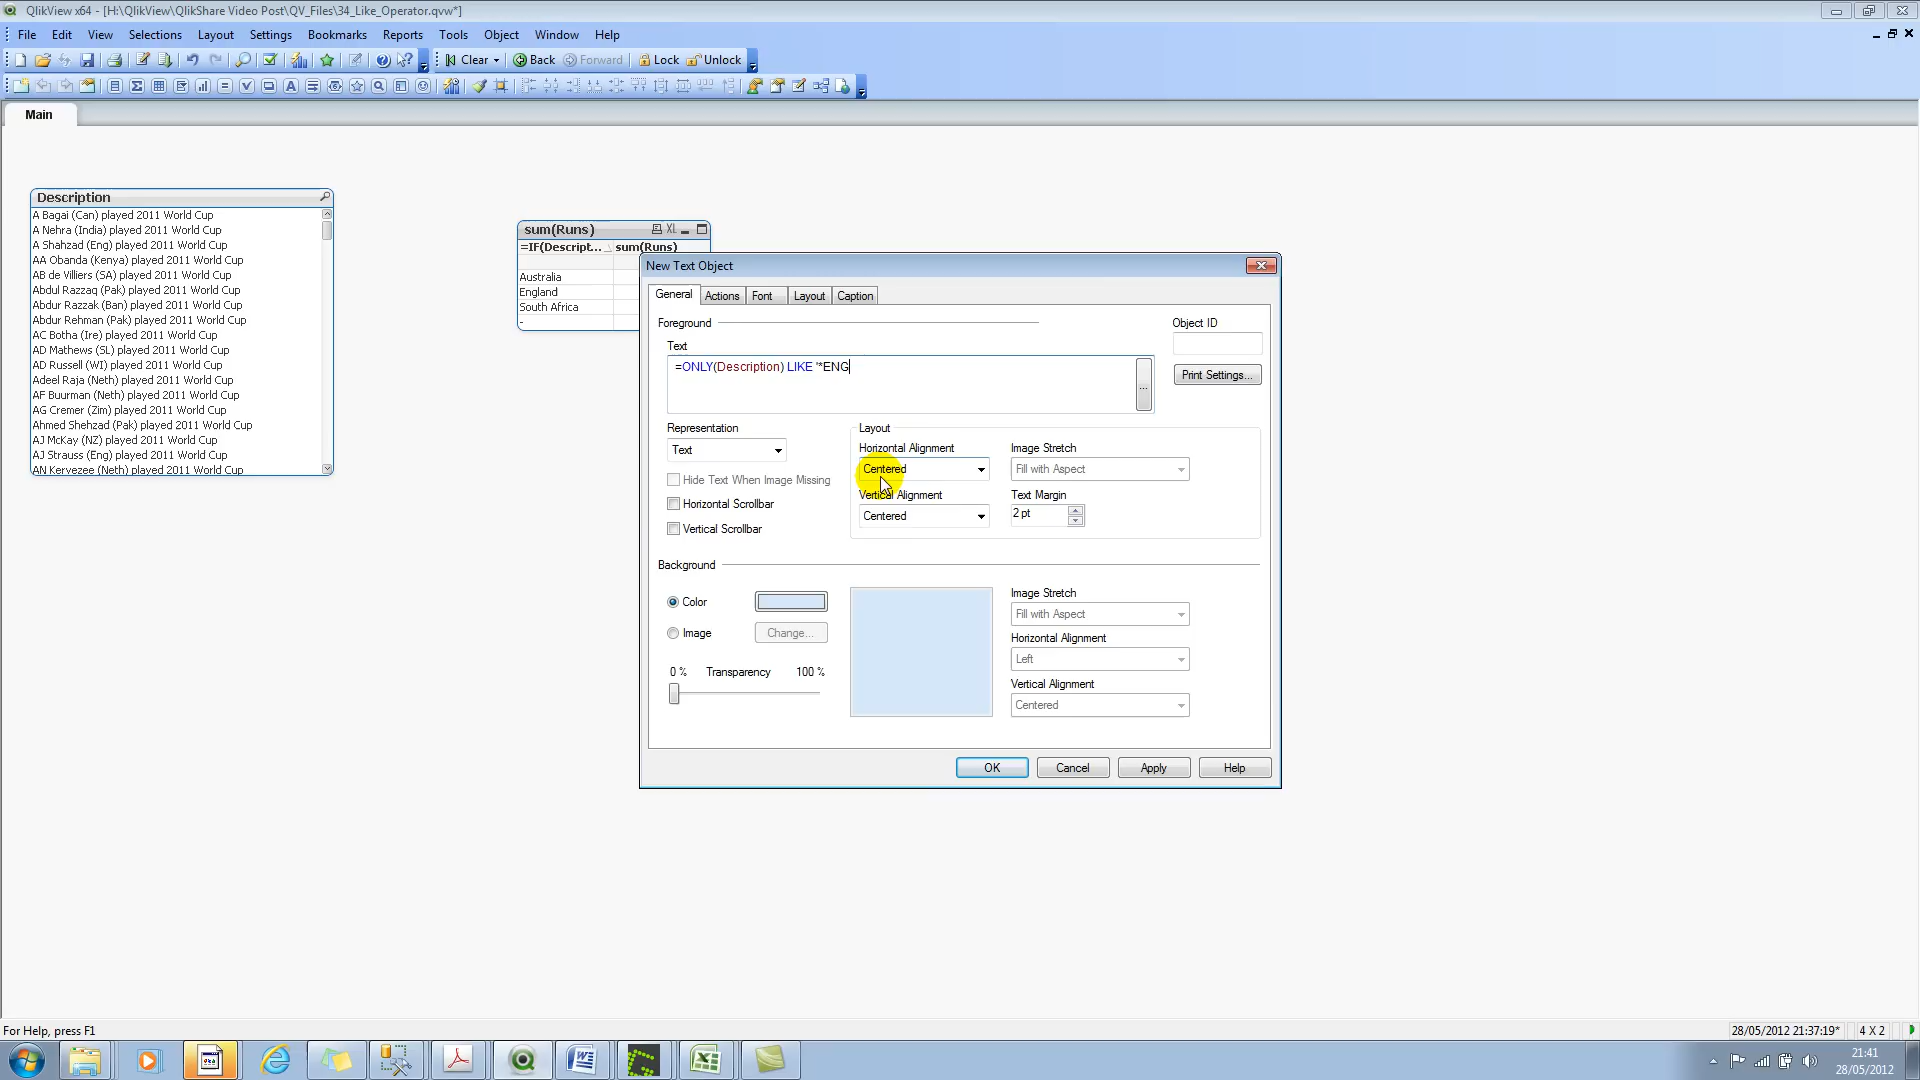 QlikView x64 - [H:\QlikView\QlikShare Video Post\QV_Files\34_Like_Operator.qvw*]
File Edit View Selections Layout Settings Bookmarks Reports Tools Object Window Help
Clear Back Forward Lock Unlock
Main
Description
A Bagai (Can) played 2011 World Cup
A Nehra (India) played 2011 World Cup
A Shahzad (Eng) played 2011 World Cup
AA Obanda (Kenya) played 2011 World Cup
AB de Villiers (SA) played 2011 World Cup
Abdul Razzaq (Pak) played 2011 World Cup
Abdur Razzak (Ban) played 2011 World Cup
Abdur Rehman (Pak) played 2011 World Cup
AC Botha (Ire) played 2011 World Cup
AD Mathews (SL) played 2011 World Cup
AD Russell (WI) played 2011 World Cup
Adeel Raja (Neth) played 2011 World Cup
AF Buurman (Neth) played 2011 World Cup
AG Cremer (Zim) played 2011 World Cup
Ahmed Shehzad (Pak) played 2011 World Cup
AJ McKay (NZ) played 2011 World Cup
AJ Strauss (Eng) played 2011 World Cup
AN Kervezee (Neth) played 2011 World Cup
sum(Runs) XL
=IF(Descript... sum(Runs)
Australia
England
South Africa
-
New Text Object
General Actions Font Layout Caption
Foreground
Object ID
Text
=ONLY(Description) LIKE '*ENG
...
Print Settings...
Representation
Text
Hide Text When Image Missing
Horizontal Scrollbar
Vertical Scrollbar
Layout
Horizontal Alignment Image Stretch
Centered Fill with Aspect
Vertical Alignment Text Margin
Centered 2 pt
Background
Color
Image Change...
0 % Transparency 100 %
Image Stretch
Fill with Aspect
Horizontal Alignment
Left
Vertical Alignment
Centered
OK Cancel Apply Help
For Help, press F1
28/05/2012 21:37:19* 4 X 2
21:41
28/05/2012